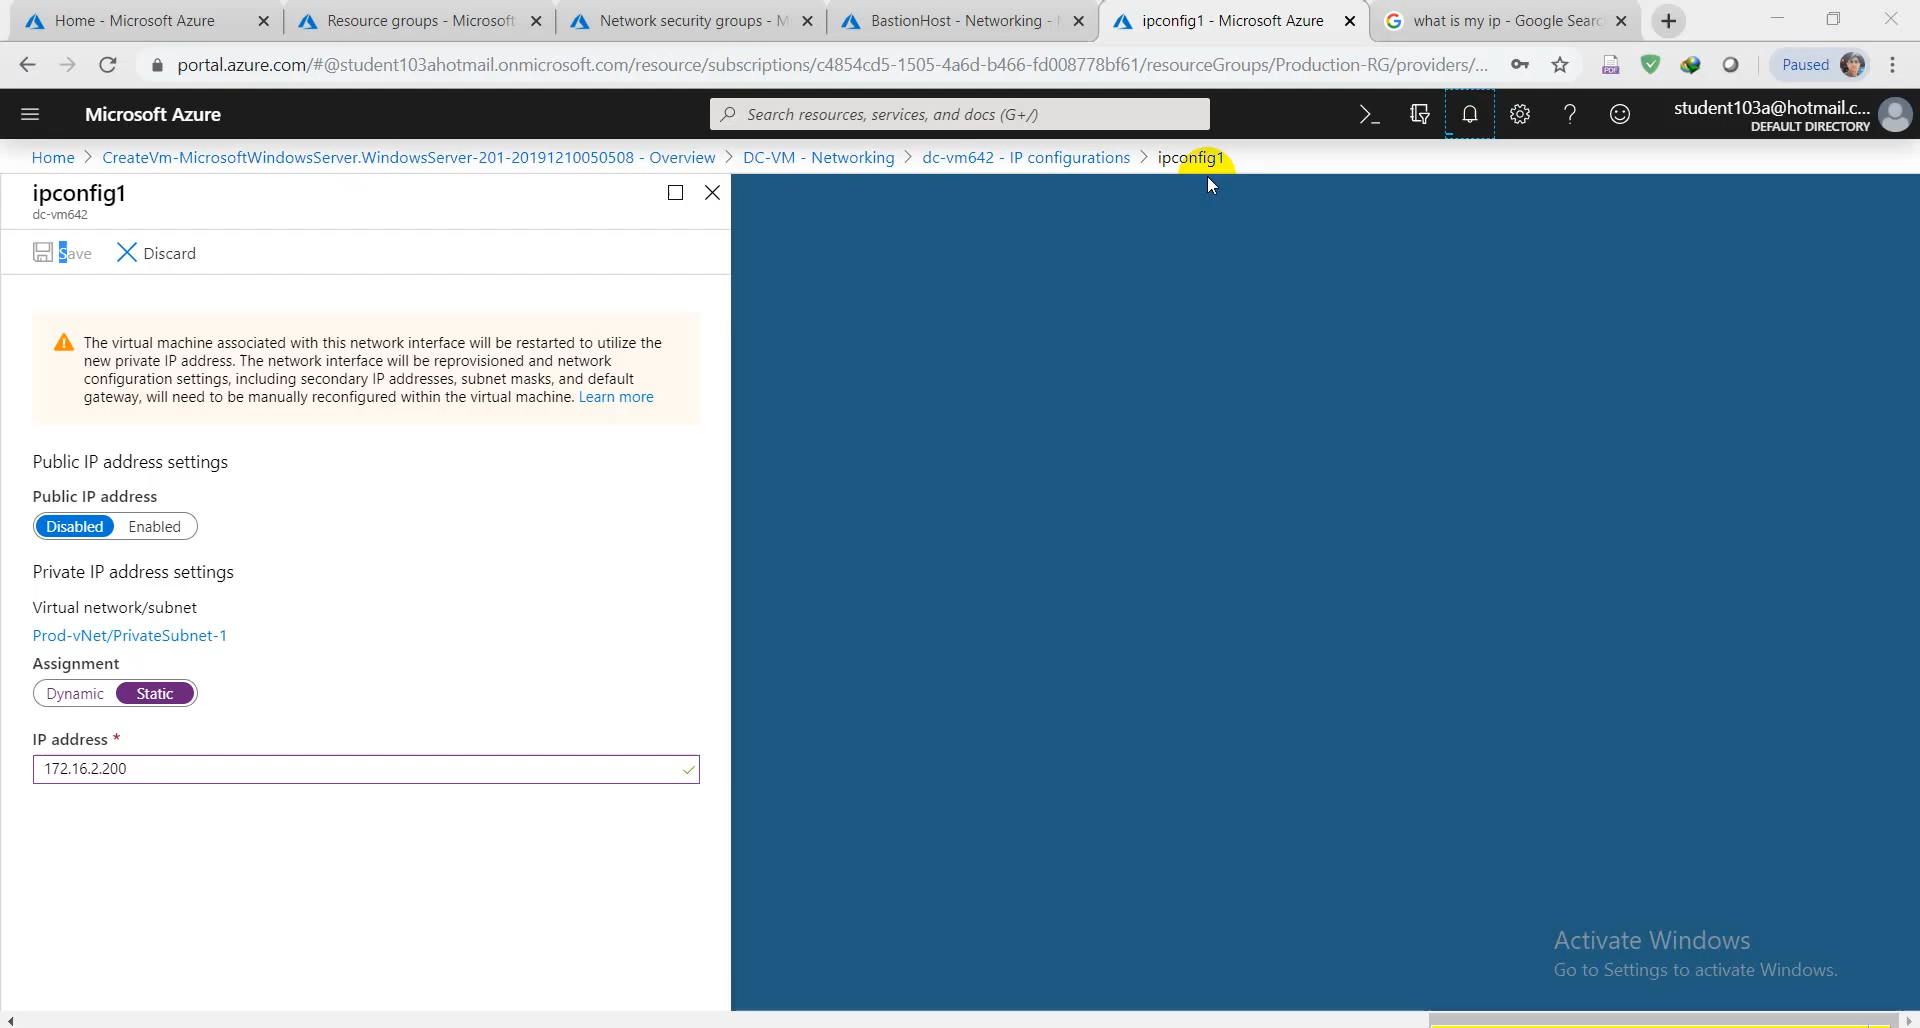 Home - Microsoft Azure
Resource groups - Microsoft
Network security groups - M
BastionHost - Networking -
ipconfig1 - Microsoft Azure
what is my ip - Google Searc
portal.azure.com/#@student103ahotmail.onmicrosoft.com/resource/subscriptions/c4854cd5-1505-4a6d-b466-fd008778bf61/resourceGroups/Production-RG/providers/...
Paused
Microsoft Azure
Search resources, services, and docs (G+/)
student103a@hotmail.c...
DEFAULT DIRECTORY
Home > CreateVm-MicrosoftWindowsServer.WindowsServer-201-20191210050508 - Overview > DC-VM - Networking > dc-vm642 - IP configurations > ipconfig1
ipconfig1
dc-vm642
Save
Discard
The virtual machine associated with this network interface will be restarted to utilize the
new private IP address. The network interface will be reprovisioned and network
configuration settings, including secondary IP addresses, subnet masks, and default
gateway, will need to be manually reconfigured within the virtual machine. Learn more
Public IP address settings
Public IP address
Disabled Enabled
Private IP address settings
Virtual network/subnet
Prod-vNet/PrivateSubnet-1
Assignment
Dynamic Static
IP address *
172.16.2.200
Activate Windows
Go to Settings to activate Windows.